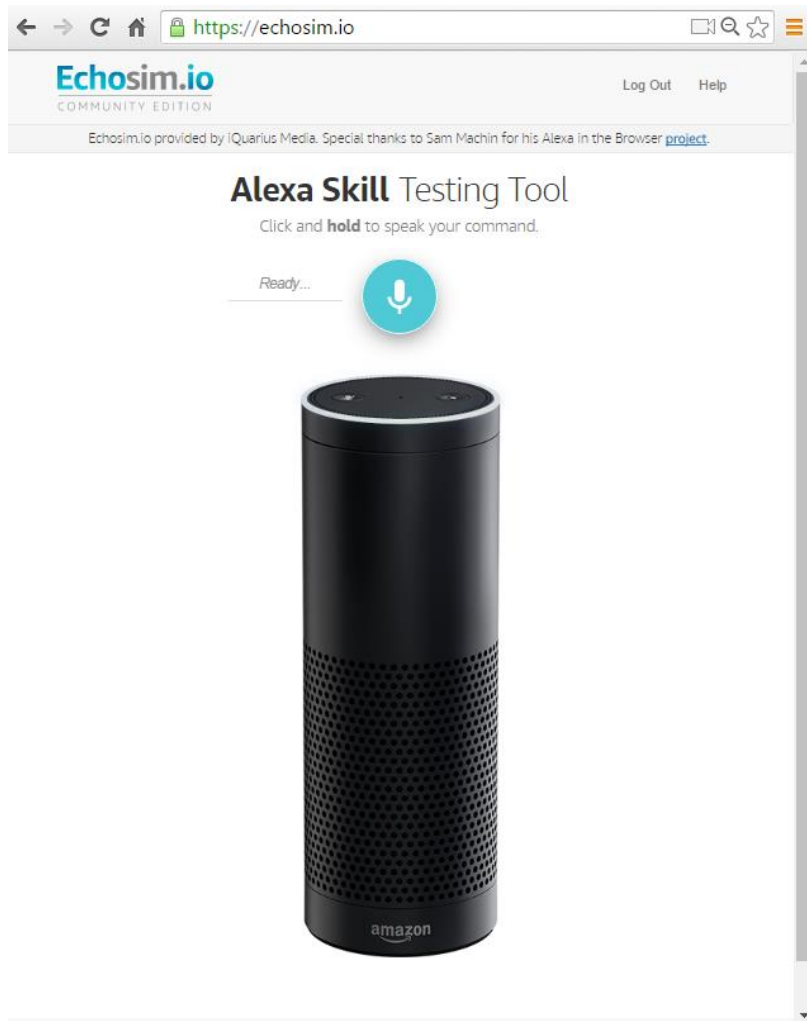 https://echosim.io
Echosim.io
COMMUNITY EDITION
Log Out Help
Echosim.io provided by iQuarius Media. Special thanks to Sam Machin for his Alexa in the Browser project.
Alexa Skill Testing Tool
Click and hold to speak your command.
Ready...
amazon